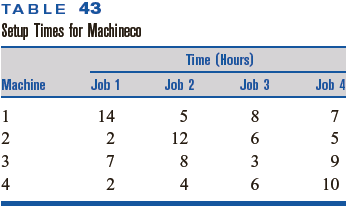 TABLE 43
Setup Times for Machineco
Time (Hours)
Machine Job 1 Job 2 Job 3 Job 4
1 14 5 8 7
2 2 12 6 5
3 7 8 3 9
4 2 4 6 10